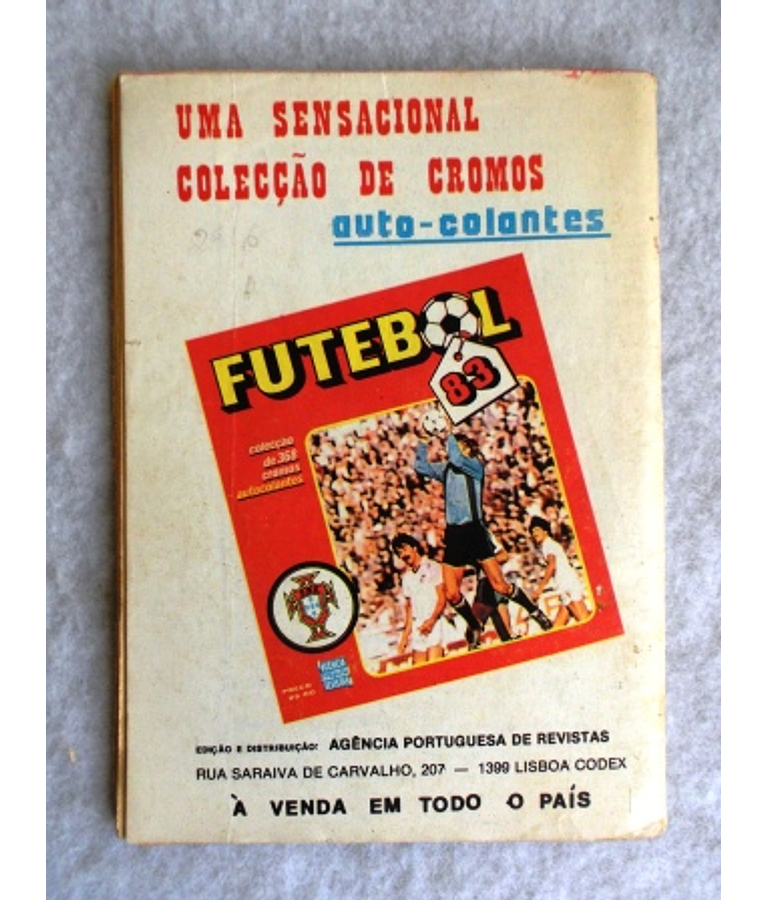 UMA SENSACIONAL
COLECÇÃO DE CROMOS
auto-colantes
FUTEBOL
83
colecção
de 368
cromos
autocolantes
EDIÇÃO E DISTRIBUIÇÃO: AGÊNCIA PORTUGUESA DE REVISTAS
RUA SARAIVA DE CARVALHO, 207 — 1399 LISBOA CODEX
À VENDA EM TODO O PAÍS